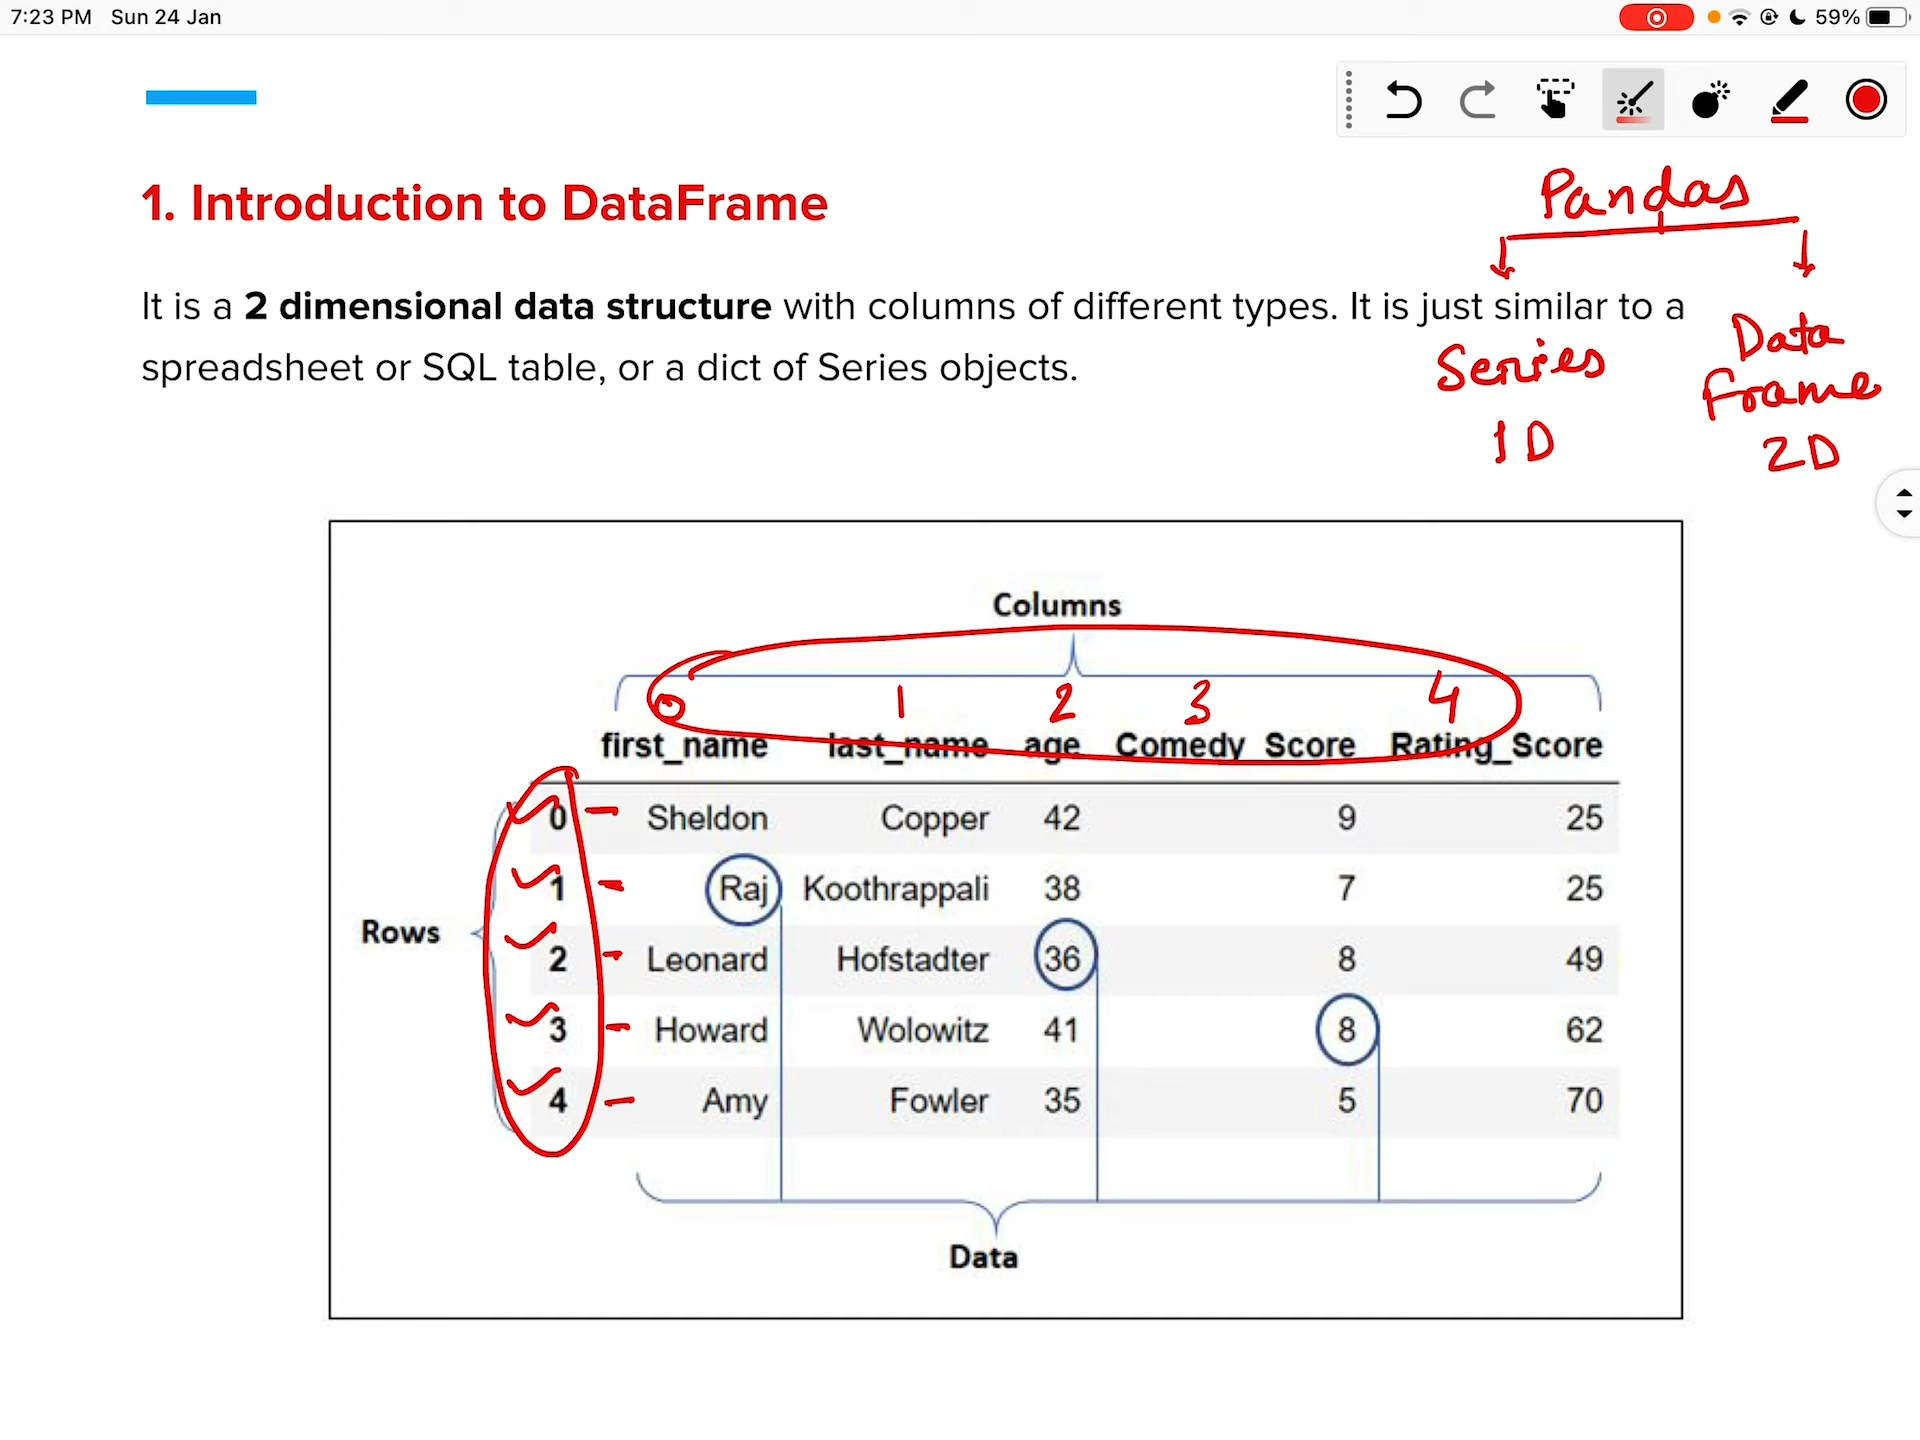 7:23 PM Sun 24 Jan
59%
1. Introduction to DataFrame
Pandas
It is a 2 dimensional data structure with columns of different types. It is just similar to a
spreadsheet or SQL table, or a dict of Series objects.
Series
1D
Data
Frame
2D
Columns
0 1 2 3 4
first_name last_name age Comedy_Score Rating_Score
0 Sheldon Copper 42 9 25
1 Raj Koothrappali 38 7 25
Rows
2 Leonard Hofstadter 36 8 49
3 Howard Wolowitz 41 8 62
4 Amy Fowler 35 5 70
Data